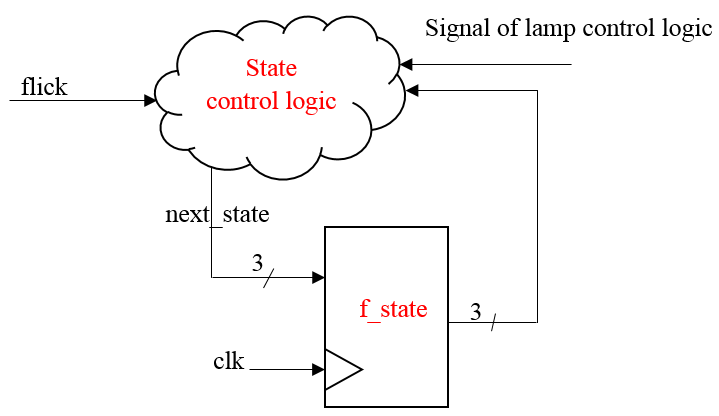 Signal of lamp control logic
State
control logic
flick
next_state
3
f_state
3
clk